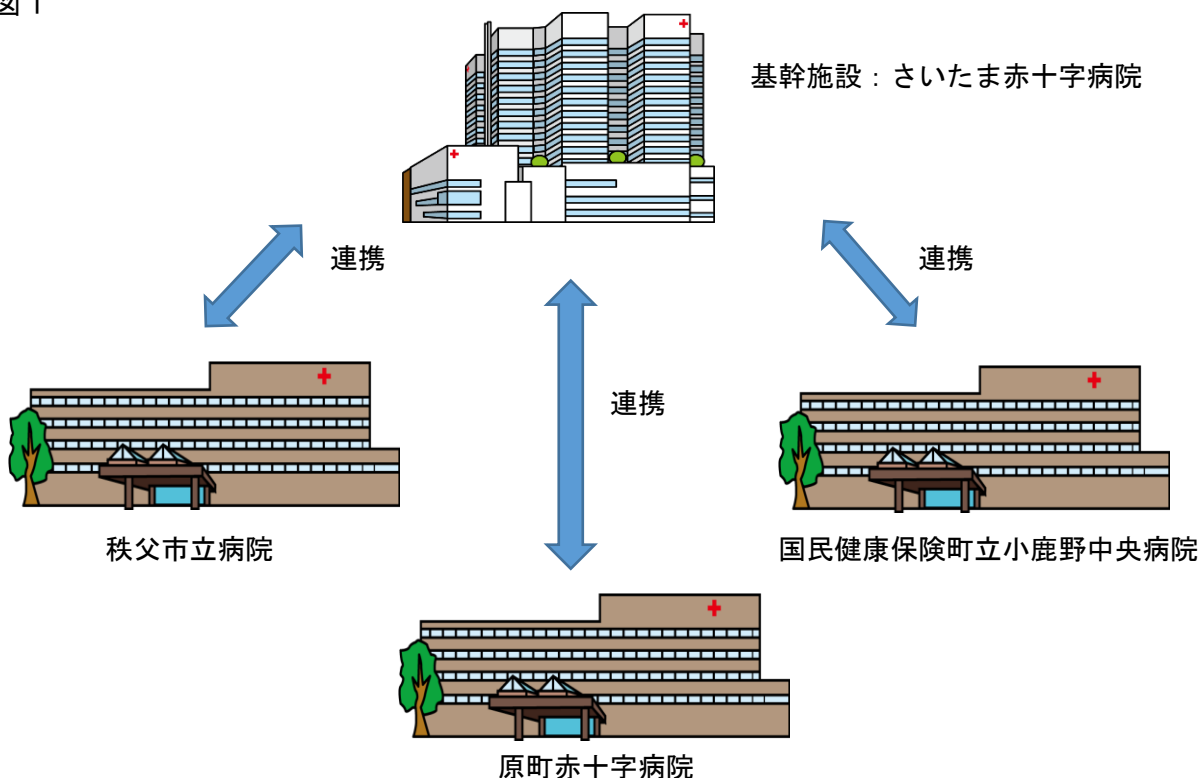 図1
基幹施設：さいたま赤十字病院
連携
連携
連携
秩父市立病院
国民健康保険町立小鹿野中央病院
原町赤十字病院